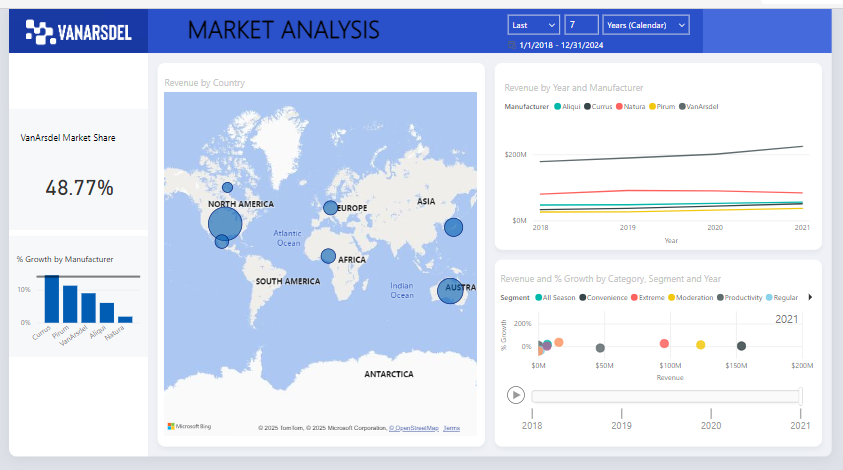 VANARSDEL
MARKET ANALYSIS
Last
7
Years (Calendar)
1/1/2018 - 12/31/2024
VanArsdel Market Share
48.77%
% Growth by Manufacturer
10%
0%
Currus
Pirum
VanArsdel
Aliqui
Natura
Revenue by Country
NORTH AMERICA
EUROPE
ASIA
Atlantic
Ocean
AFRICA
SOUTH AMERICA
Indian
Ocean
AUSTRA
ANTARCTICA
Microsoft Bing
© 2025 TomTom, © 2025 Microsoft Corporation, © OpenStreetMap Terms
Revenue by Year and Manufacturer
Manufacturer Aliqui Currus Natura Pirum VanArsdel
$200M
$0M
2018 2019 2020 2021
Year
Revenue and % Growth by Category, Segment and Year
Segment All Season Convenience Extreme Moderation Productivity Regular
2021
% Growth
200%
0%
$0M $50M $100M $150M $200M
Revenue
2018 2019 2020 2021